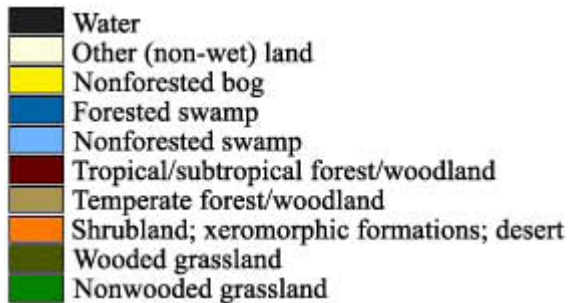 Water
Other (non-wet) land
Nonforested bog
Forested swamp
Nonforested swamp
Tropical/subtropical forest/woodland
Temperate forest/woodland
Shrubland; xeromorphic formations; desert
Wooded grassland
Nonwooded grassland